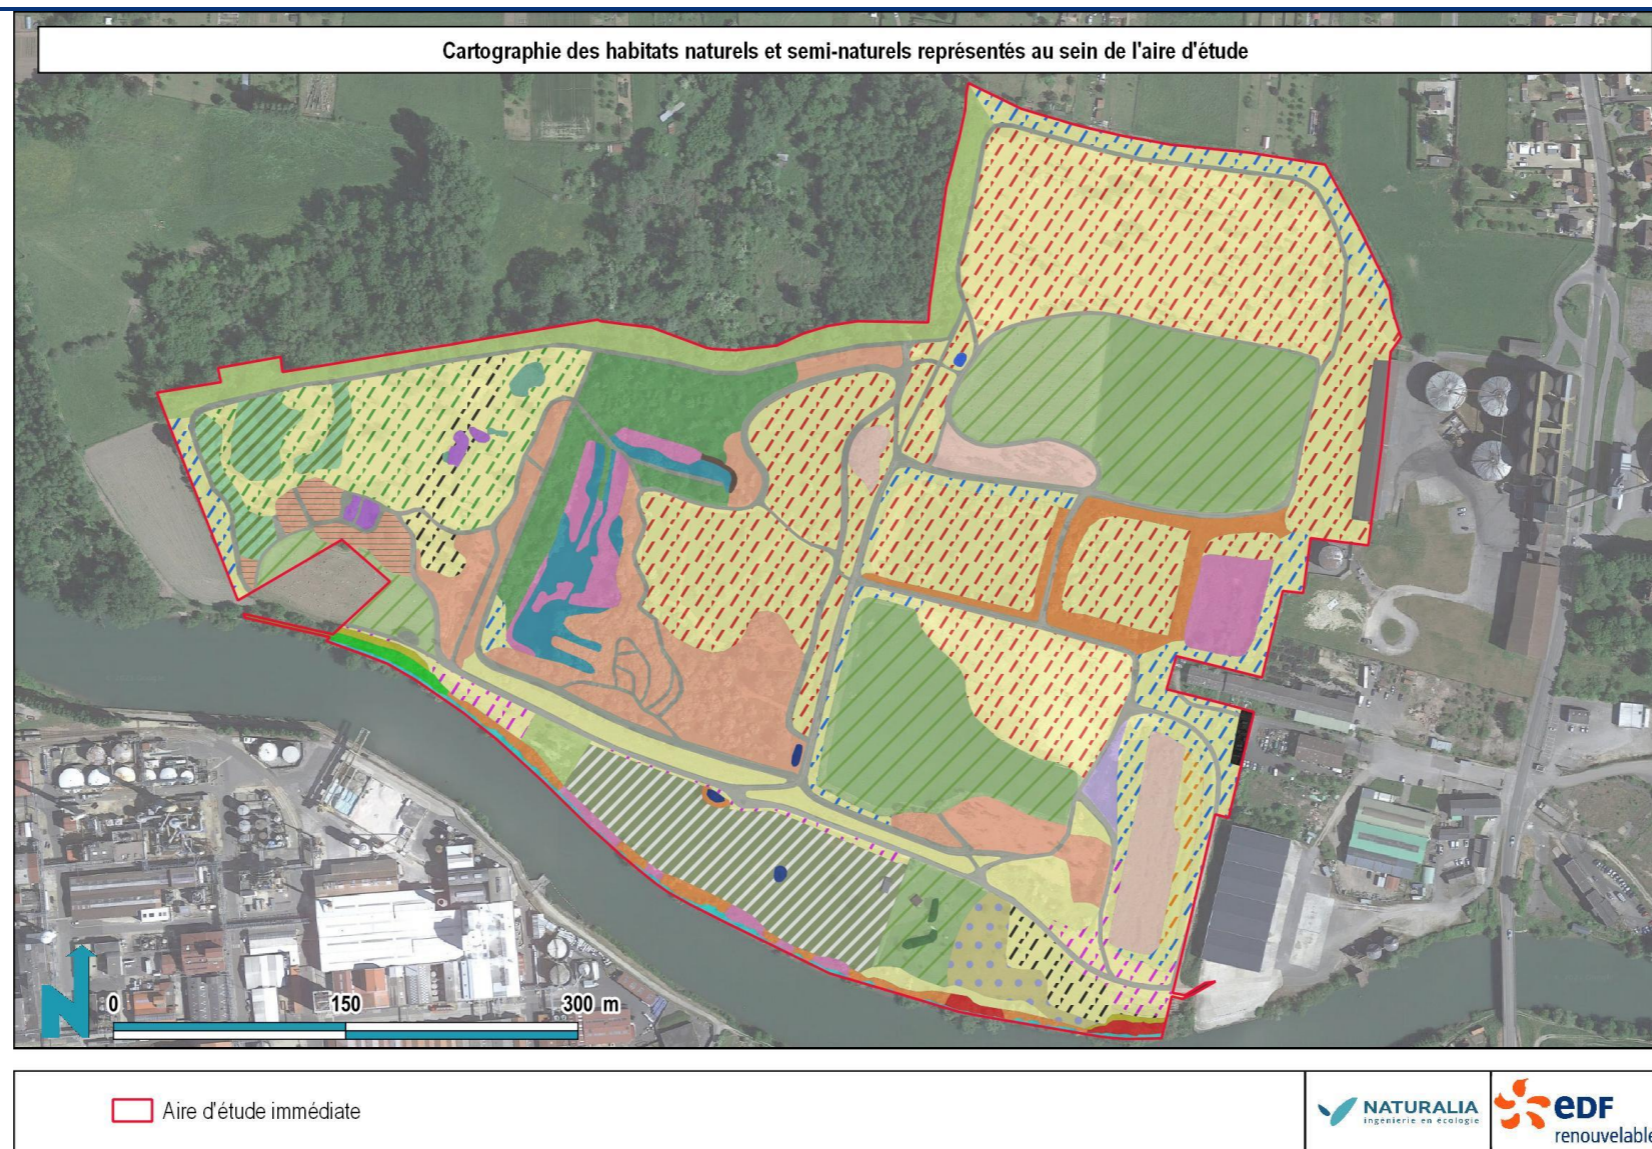 Cartographie des habitats naturels et semi-naturels représentés au sein de l'aire d'étude
N
0 150 300 m
Aire d'étude immédiate
NATURALIA
ingénierie en écologie
eDF
renouvelable